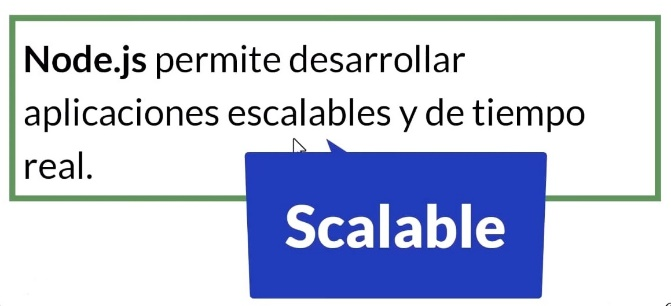 Node.js permite desarrollar
aplicaciones escalables y de tiempo
real.
Scalable